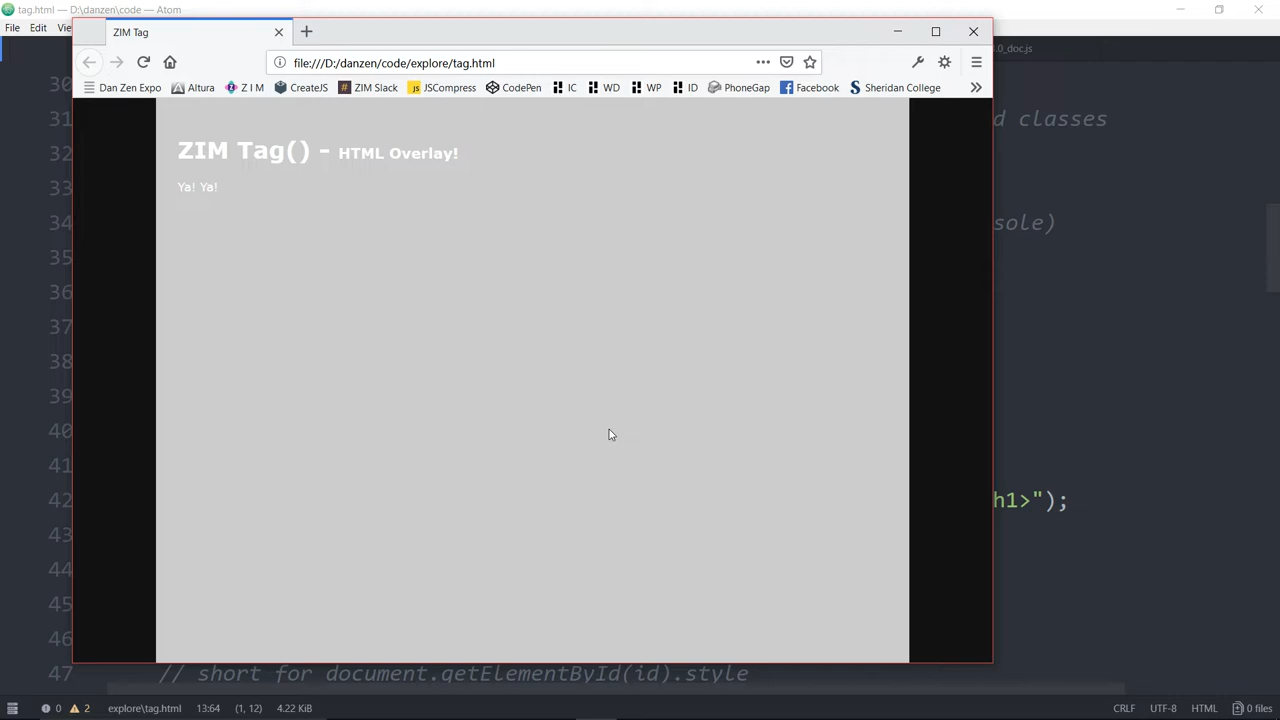 tag.html — D:\danzen\code — Atom
File Edit Vie
ZIM Tag
file:///D:/danzen/code/explore/tag.html
Dan Zen Expo Altura Z I M CreateJS ZIM Slack JSCompress CodePen IC WD WP ID PhoneGap Facebook Sheridan College
.0_doc.js
30
31 d classes
32
33
34 sole)
35
36
37
38
39
40
41
42 h1>");
43
44
45
46
47 // short for document.getElementById(id).style
ZIM Tag() - HTML Overlay!
Ya! Ya!
0 2 explore\tag.html 13:64 (1, 12) 4.22 KiB CRLF UTF-8 HTML 0 files